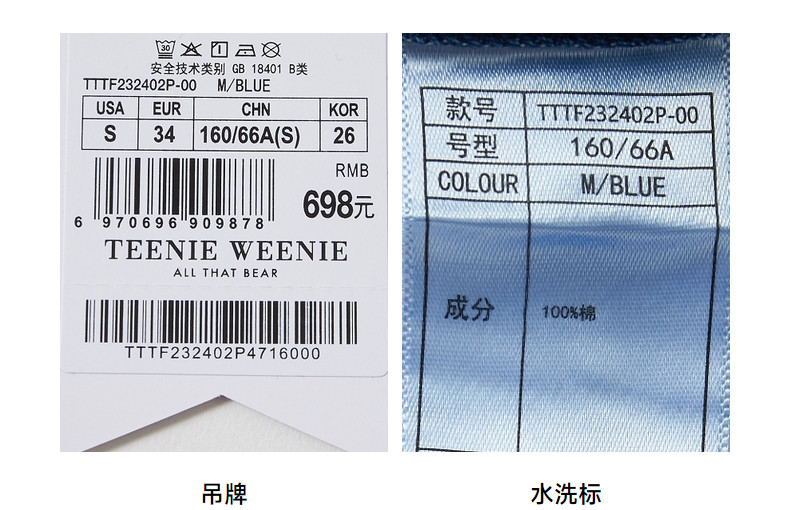 30
安全技术类别 GB 18401 B类
TTTF232402P-00 M/BLUE
USA EUR CHN KOR
S 34 160/66A(S) 26
RMB
698元
6 970696 909878
TEENIE WEENIE
ALL THAT BEAR
TTTF232402P4716000
吊牌
款号 TTTF232402P-00
号型 160/66A
COLOUR M/BLUE
成分 100%棉
水洗标